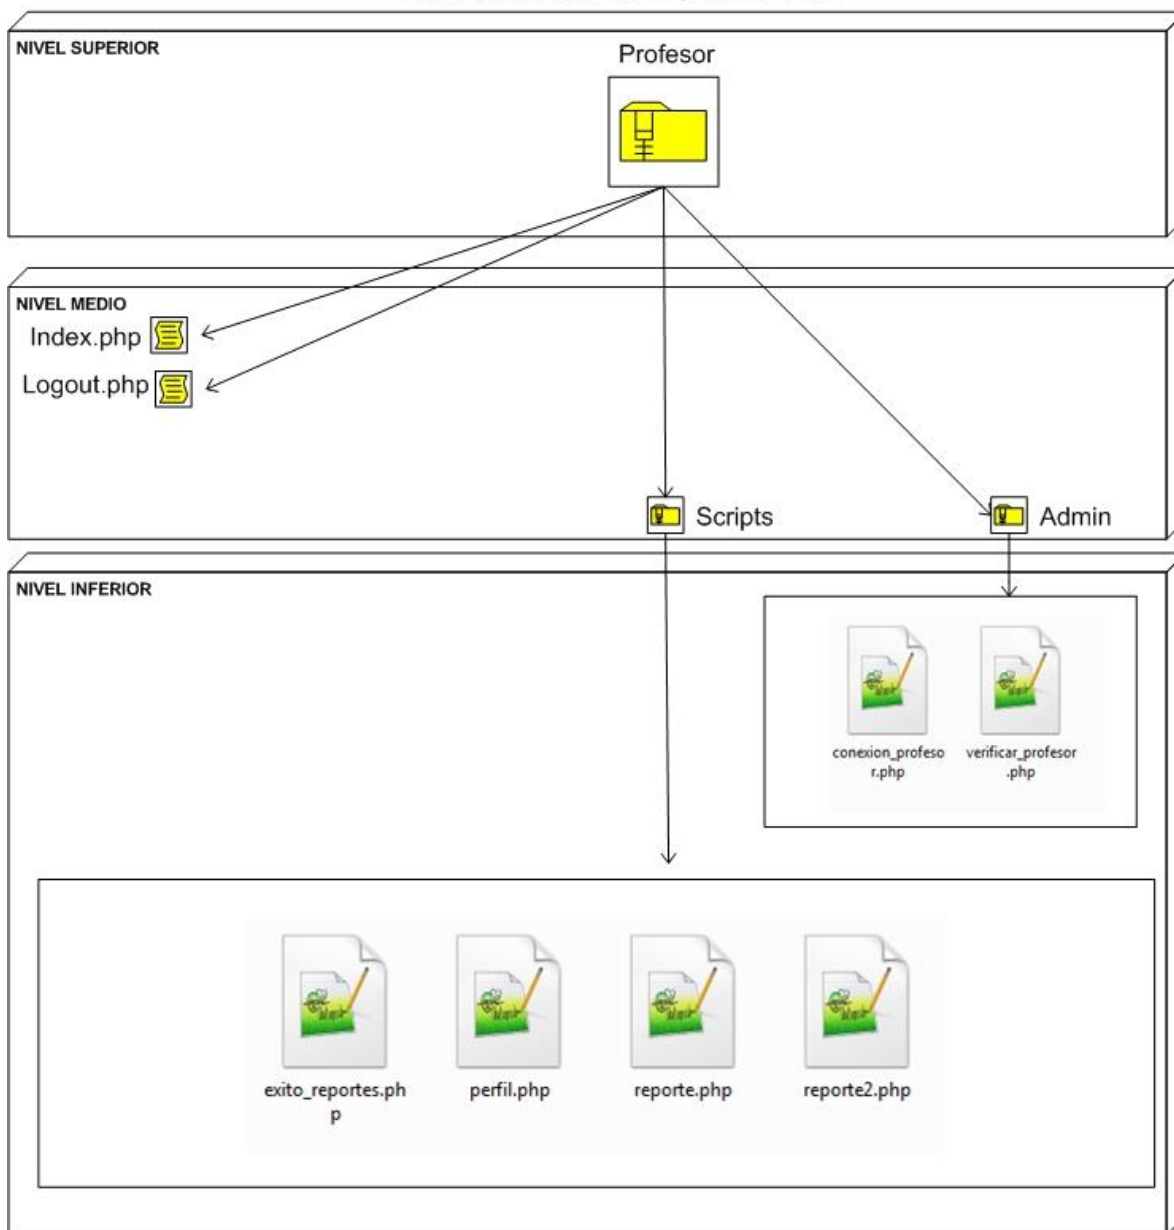 NIVEL SUPERIOR
Profesor
NIVEL MEDIO
Index.php
Logout.php
Scripts
Admin
NIVEL INFERIOR
conexion_profeso
r.php
verificar_profesor
.php
exito_reportes.ph
p
perfil.php
reporte.php
reporte2.php